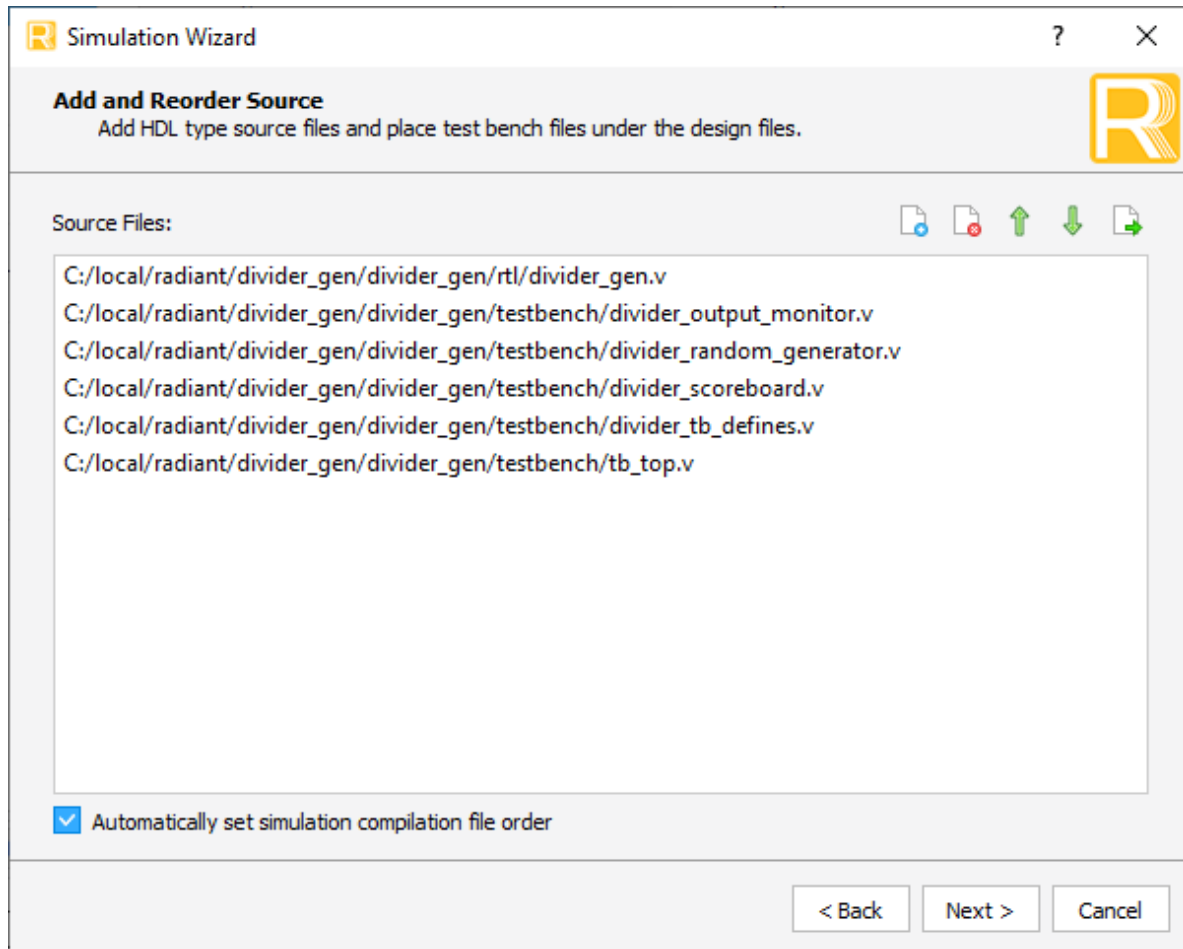 R Simulation Wizard ? ×
Add and Reorder Source
Add HDL type source files and place test bench files under the design files.
R
Source Files:
C:/local/radiant/divider_gen/divider_gen/rtl/divider_gen.v
C:/local/radiant/divider_gen/divider_gen/testbench/divider_output_monitor.v
C:/local/radiant/divider_gen/divider_gen/testbench/divider_random_generator.v
C:/local/radiant/divider_gen/divider_gen/testbench/divider_scoreboard.v
C:/local/radiant/divider_gen/divider_gen/testbench/divider_tb_defines.v
C:/local/radiant/divider_gen/divider_gen/testbench/tb_top.v
Automatically set simulation compilation file order
< Back Next > Cancel